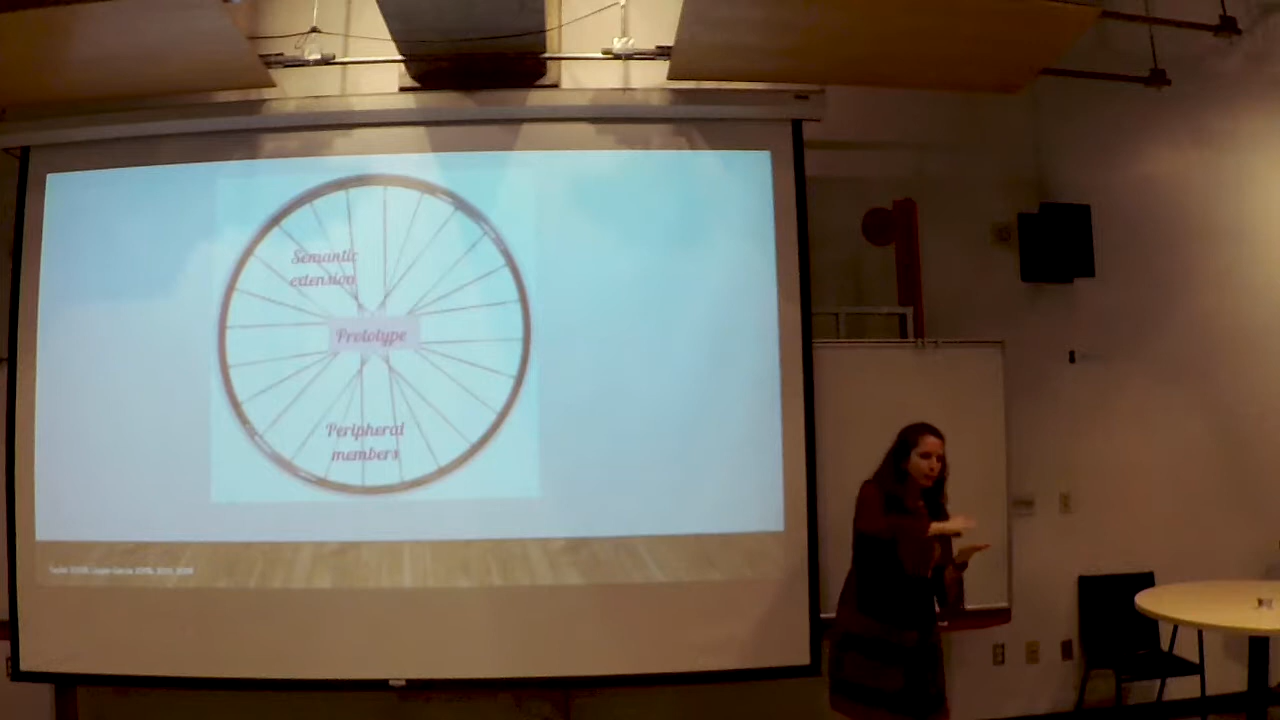 Semantic
extension
Prototype
Peripheral
members